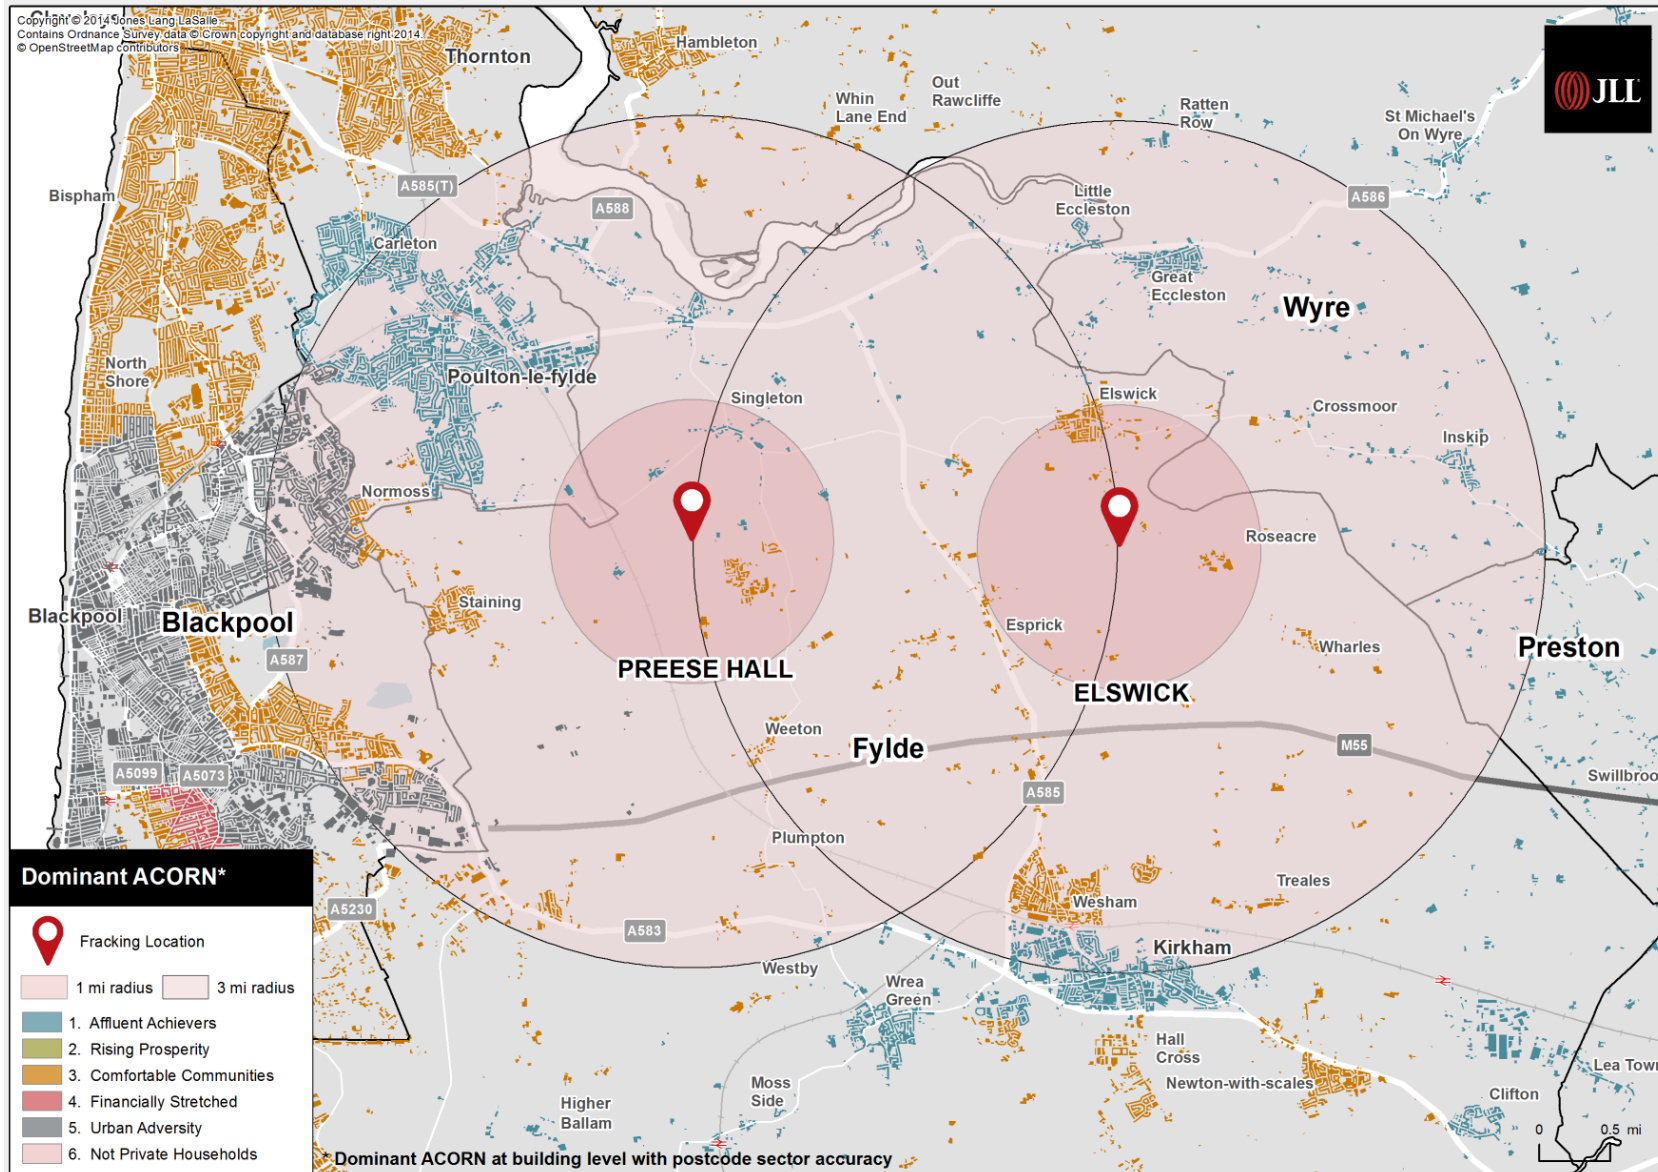 Copyright © 2014 Jones Lang LaSalle.
Contains Ordnance Survey data © Crown copyright and database right 2014.
© OpenStreetMap contributors
JLL
Thornton
Hambleton
Out
Rawcliffe
Whin
Lane End
Ratten
Row
St Michael's
On Wyre
Bispham
A585(T)
A588
Little
Eccleston
A586
Carleton
Great
Eccleston
Wyre
North
Shore
Poulton-le-fylde
Singleton
Elswick
Crossmoor
Inskip
Normoss
Roseacre
Staining
Blackpool
Blackpool
Esprick
Wharles
A587
PREESE HALL
ELSWICK
Preston
Weeton
Fylde
M55
A5099
A5073
A585
Swillbroo
Plumpton
Treales
Wesham
A5230
A583
Kirkham
Westby
Wrea
Green
Hall
Cross
Newton-with-scales
Lea Town
Moss
Side
Clifton
Higher
Ballam
Dominant ACORN*
Fracking Location
1 mi radius
3 mi radius
1. Affluent Achievers
2. Rising Prosperity
3. Comfortable Communities
4. Financially Stretched
5. Urban Adversity
6. Not Private Households
0 0.5 mi
* Dominant ACORN at building level with postcode sector accuracy